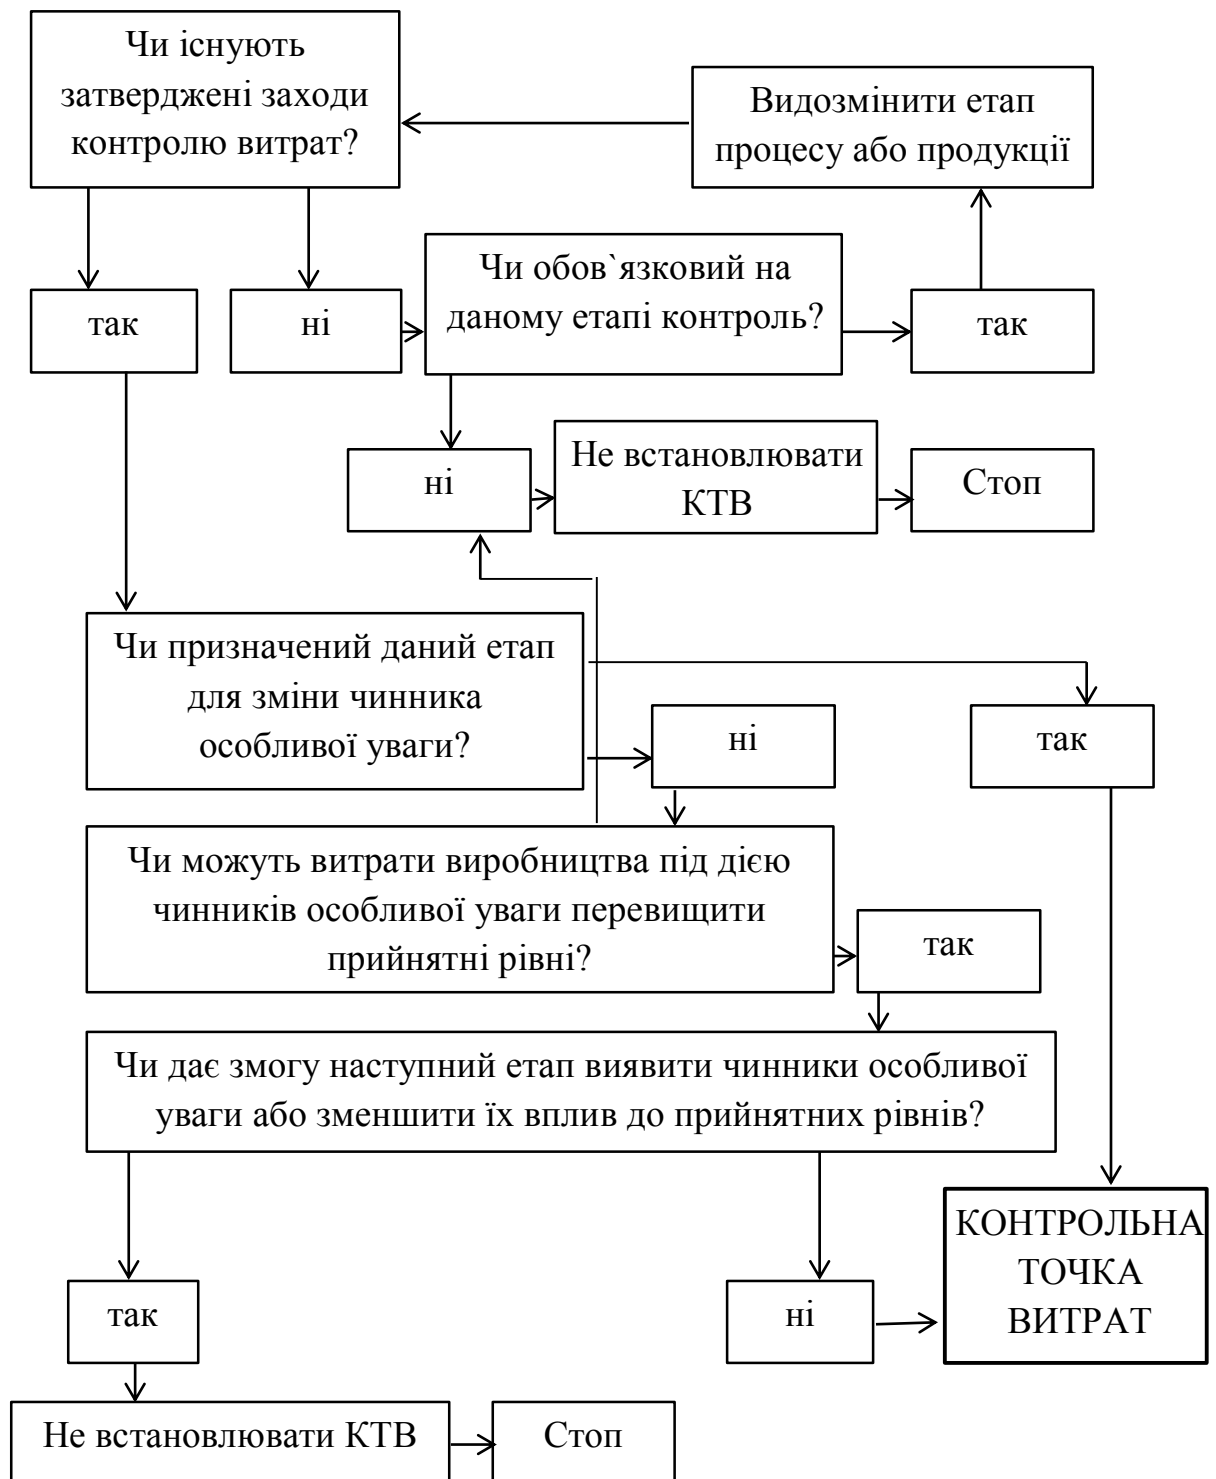 Чи існують
затверджені заходи
контролю витрат?
Видозмінити етап
процесу або продукції
Чи обов`язковий на
даному етапі контроль?
так
ні
так
ні
Не встановлювати
КТВ
Стоп
Чи призначений даний етап
для зміни чинника
особливої уваги?
ні
так
Чи можуть витрати виробництва під дією
чинників особливої уваги перевищити
прийнятні рівні?
так
Чи дає змогу наступний етап виявити чинники особливої
уваги або зменшити їх вплив до прийнятних рівнів?
так
ні
КОНТРОЛЬНА
ТОЧКА
ВИТРАТ
Не встановлювати КТВ
Стоп